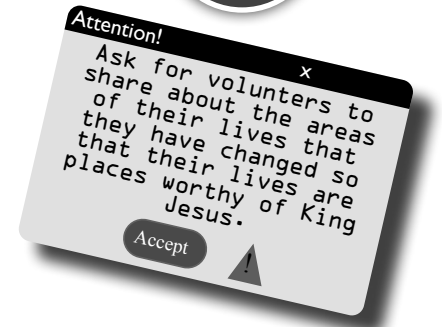 Attention!
x
Ask for volunters to
share about the areas
of their lives that
they have changed so
that their lives are
places worthy of King
Jesus.
Accept
!